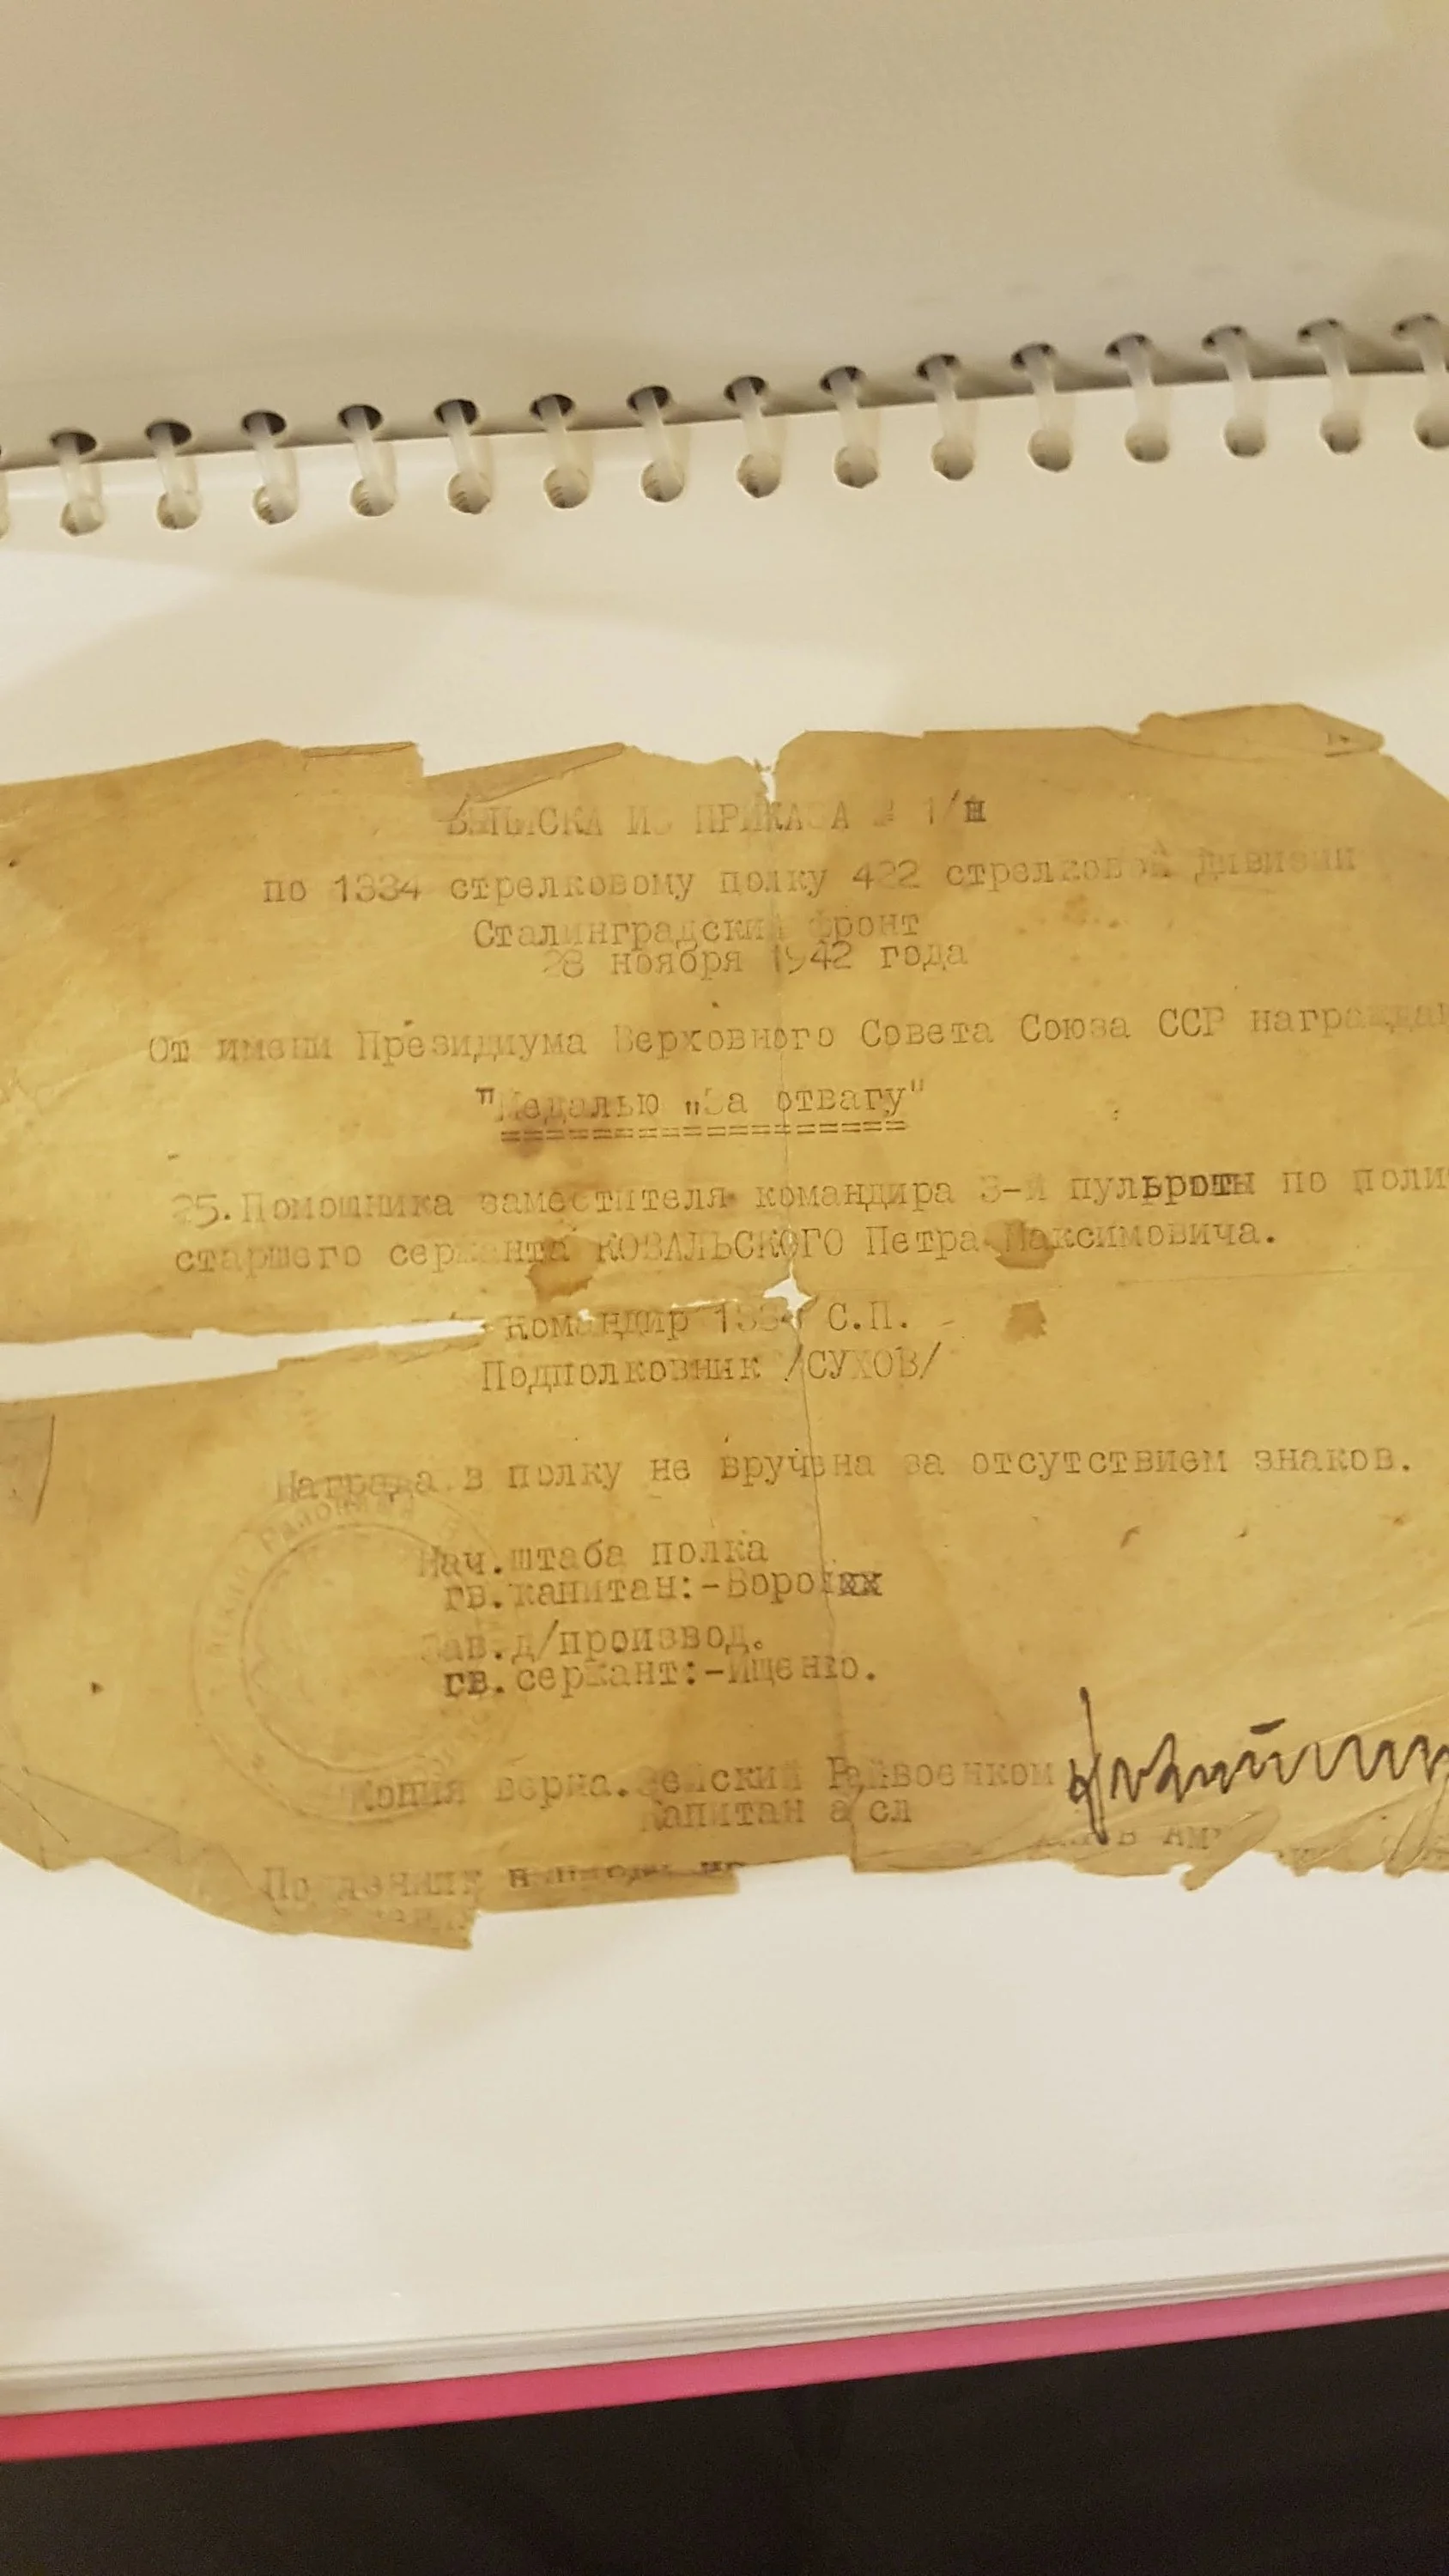 ВЫПИСКА ИЗ ПРИКАЗА № 1/н
по 1334 стрелковому полку 422 стрелковой дивизии
Сталинградский фронт
28 ноября 1942 года
От имени Президиума Верховного Совета Союза ССР награждаю
"Медалью „За отвагу"
==================
25.Помошника заместителя командира 3-й пульроты по поли
старшего сержанта КОВАЛЬСКОГО Петра Максимовича.
Командир 1334 С.П.
Подполковник /СУХОВ/
Награда в полку не вручена за отсутствием знаков.
Нач.штаба полка
гв.капитан:-
Зав.д/производ.
гв.сержант:-Ищенко.
Копия верна. Райвоенком
Капитан а/сл